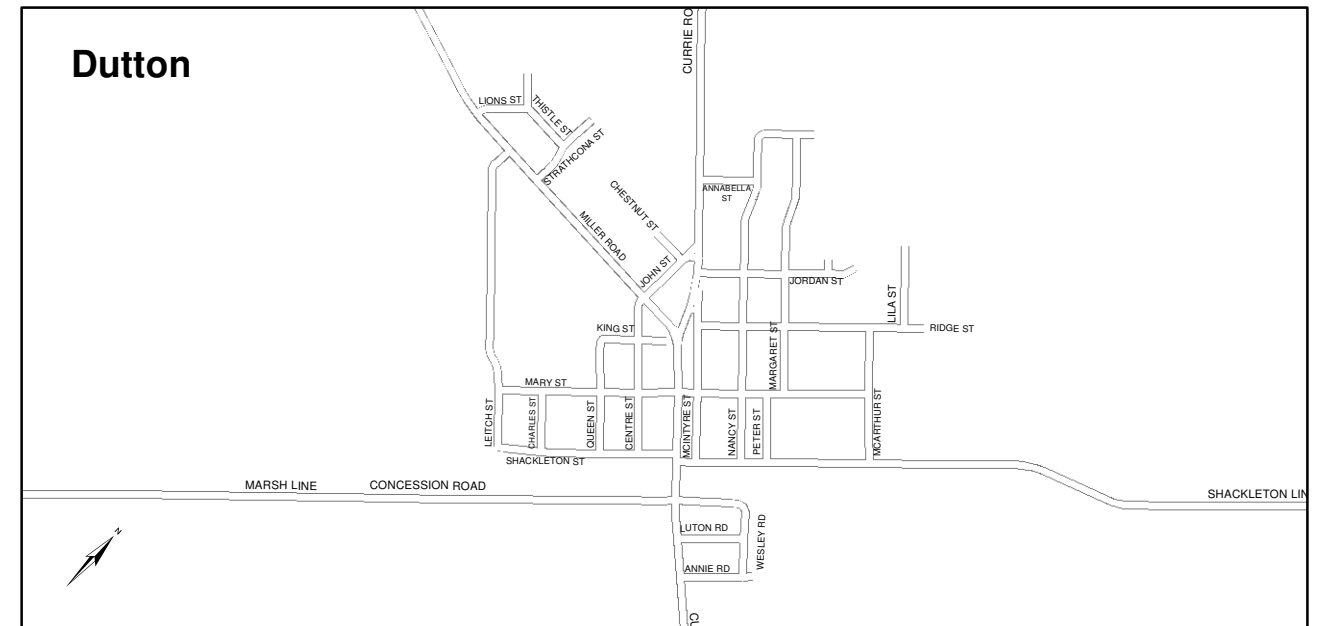 Dutton
CURRIE RO
LIONS ST
THISTLE ST
STRATHCONA ST
CHESTNUT ST
ANNABELLA
ST
MILLER ROAD
JOHN ST
JORDAN ST
LILA ST
KING ST
RIDGE ST
MARGARET ST
MARY ST
LEITCH ST
CHARLES ST
QUEEN ST
CENTRE ST
MCINTYRE ST
NANCY ST
PETER ST
MCARTHUR ST
SHACKLETON ST
MARSH LINE
CONCESSION ROAD
SHACKLETON LIN
LUTON RD
WESLEY RD
ANNIE RD
CU
N